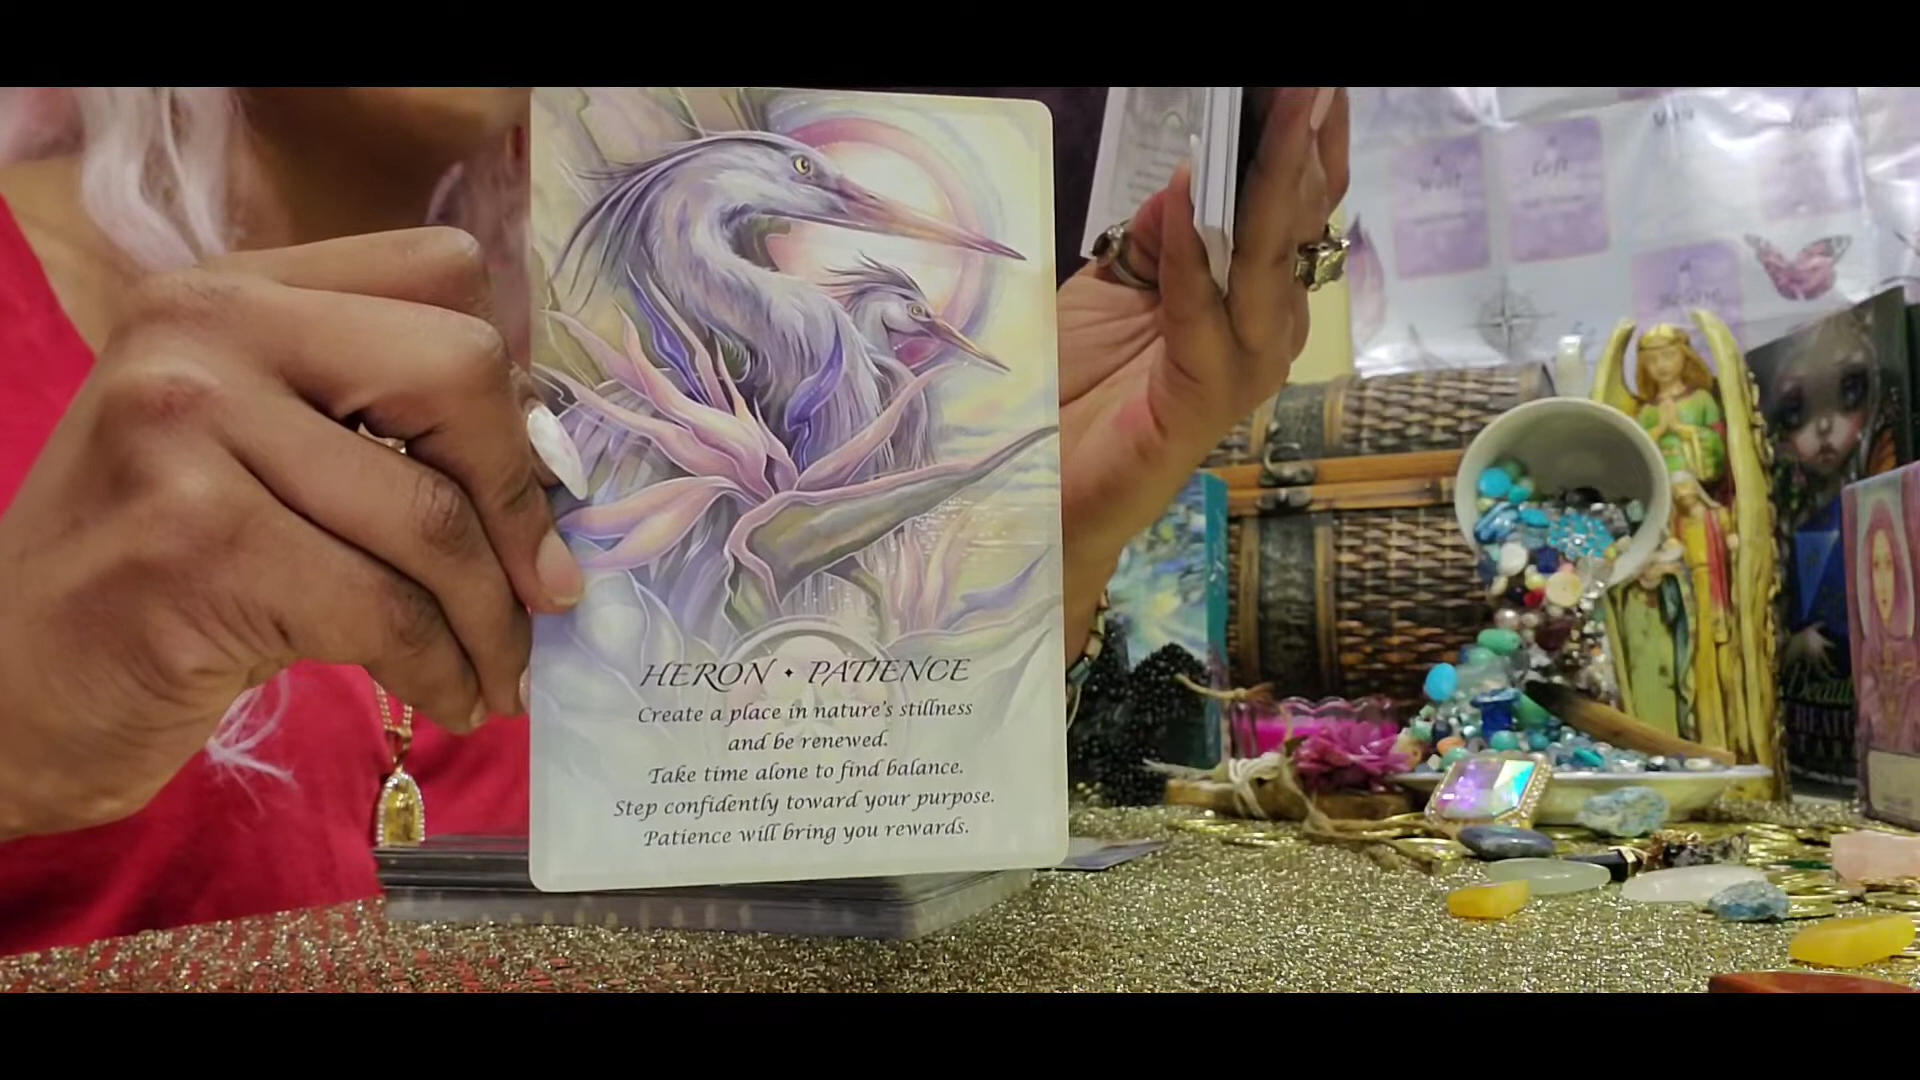 HERON • PATIENCE
Create a place in nature's stillness
and be renewed.
Take time alone to find balance.
Step confidently toward your purpose.
Patience will bring you rewards.